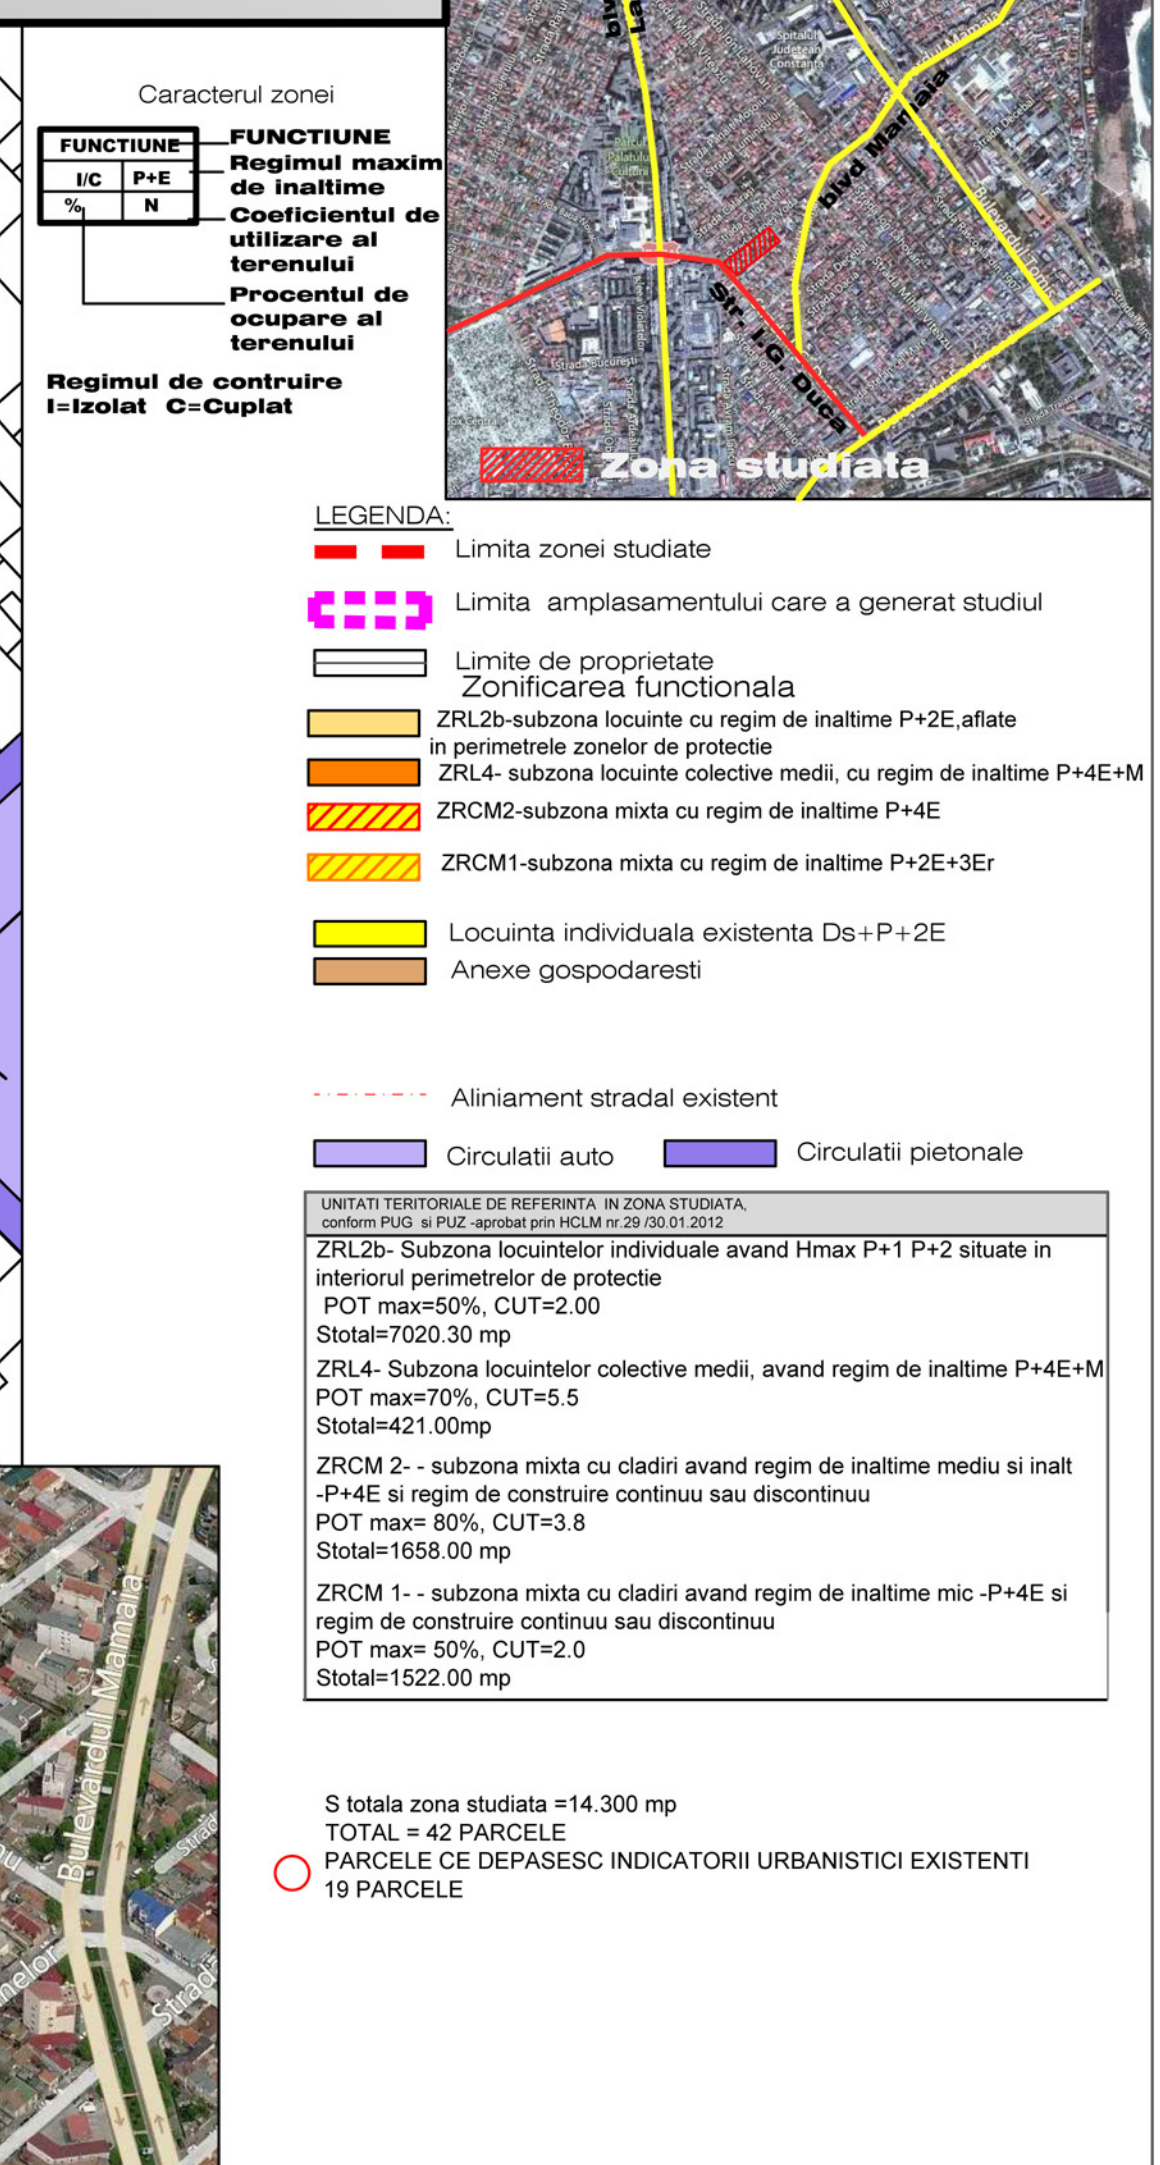 Caracterul zonei
FUNCTIUNE
I/C P+E
% N
FUNCTIUNE
Regimul maxim
de inaltime
Coeficientul de
utilizare al
terenului
Procentul de
ocupare al
terenului
Regimul de contruire
I=Izolat C=Cuplat
Spitalul
Județean
Constanța
Parcul
Palatului
Culturii
blvd Mamaia
Bulevardul Tomis
Strada București
Str. I.G. Duca
Zona studiata
LEGENDA:
Limita zonei studiate
Limita amplasamentului care a generat studiul
Limite de proprietate
Zonificarea functionala
ZRL2b-subzona locuinte cu regim de inaltime P+2E,aflate
in perimetrele zonelor de protectie
ZRL4- subzona locuinte colective medii, cu regim de inaltime P+4E+M
ZRCM2-subzona mixta cu regim de inaltime P+4E
ZRCM1-subzona mixta cu regim de inaltime P+2E+3Er
Locuinta individuala existenta Ds+P+2E
Anexe gospodaresti
Aliniament stradal existent
Circulatii auto
Circulatii pietonale
UNITATI TERITORIALE DE REFERINTA IN ZONA STUDIATA,
conform PUG si PUZ -aprobat prin HCLM nr.29 /30.01.2012
ZRL2b- Subzona locuintelor individuale avand Hmax P+1 P+2 situate in
interiorul perimetrelor de protectie
POT max=50%, CUT=2.00
Stotal=7020.30 mp
ZRL4- Subzona locuintelor colective medii, avand regim de inaltime P+4E+M
POT max=70%, CUT=5.5
Stotal=421.00mp
ZRCM 2- - subzona mixta cu cladiri avand regim de inaltime mediu si inalt
-P+4E si regim de construire continuu sau discontinuu
POT max= 80%, CUT=3.8
Stotal=1658.00 mp
ZRCM 1- - subzona mixta cu cladiri avand regim de inaltime mic -P+4E si
regim de construire continuu sau discontinuu
POT max= 50%, CUT=2.0
Stotal=1522.00 mp
Bulevardul Mamaia
Strada
S totala zona studiata =14.300 mp
TOTAL = 42 PARCELE
PARCELE CE DEPASESC INDICATORII URBANISTICI EXISTENTI
19 PARCELE